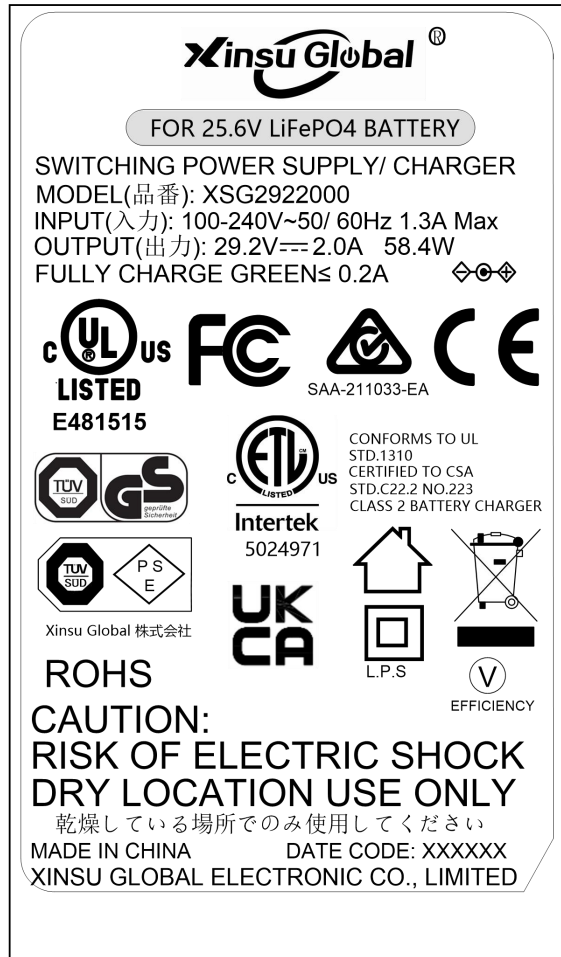 Xinsu Global ®
FOR 25.6V LiFePO4 BATTERY
SWITCHING POWER SUPPLY/ CHARGER
MODEL(品番): XSG2922000
INPUT(入力): 100-240V~50/ 60Hz 1.3A Max
OUTPUT(出力): 29.2V⎓2.0A 58.4W
FULLY CHARGE GREEN≤ 0.2A
C UL ® US
LISTED
E481515
FC
SAA-211033-EA
CE
TÜV
SUD
GS
geprüfte
Sicherheit
C ETL CM US
LISTED
Intertek
5024971
CONFORMS TO UL
STD.1310
CERTIFIED TO CSA
STD.C22.2 NO.223
CLASS 2 BATTERY CHARGER
TUV
SUD
P S
E
Xinsu Global 株式会社
UK
CA
L.P.S
V
EFFICIENCY
ROHS
CAUTION:
RISK OF ELECTRIC SHOCK
DRY LOCATION USE ONLY
乾燥している場所でのみ使用してください
MADE IN CHINA DATE CODE: XXXXXX
XINSU GLOBAL ELECTRONIC CO., LIMITED